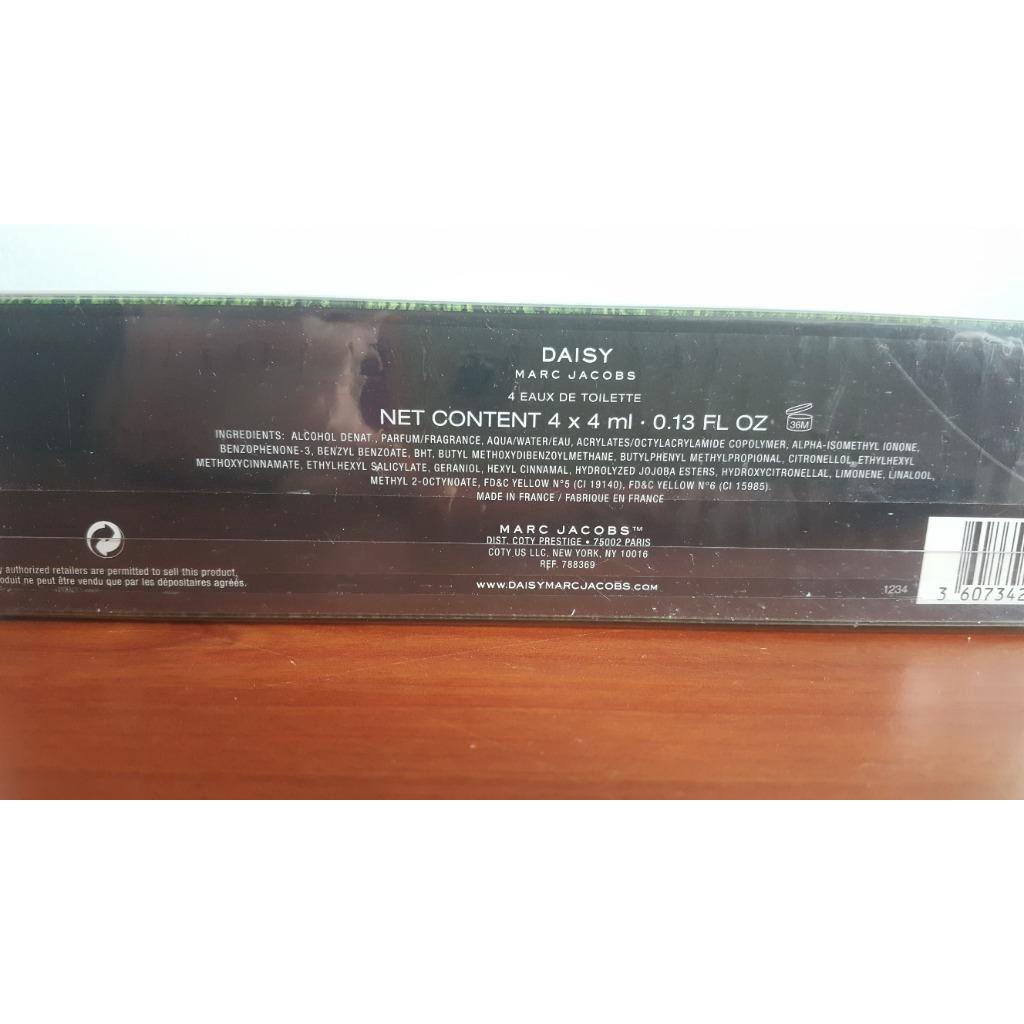 DAISY
MARC JACOBS
4 EAUX DE TOILETTE
NET CONTENT 4 x 4 ml · 0.13 FL OZ 36M
INGREDIENTS: ALCOHOL DENAT., PARFUM/FRAGRANCE, AQUA/WATER/EAU, ACRYLATES/OCTYLACRYLAMIDE COPOLYMER, ALPHA-ISOMETHYL IONONE,
BENZOPHENONE-3, BENZYL BENZOATE, BHT, BUTYL METHOXYDIBENZOYLMETHANE, BUTYLPHENYL METHYLPROPIONAL, CITRONELLOL, ETHYLHEXYL
METHOXYCINNAMATE, ETHYLHEXYL SALICYLATE, GERANIOL, HEXYL CINNAMAL, HYDROLYZED JOJOBA ESTERS, HYDROXYCITRONELLAL, LIMONENE, LINALOOL,
METHYL 2-OCTYNOATE, FD&C YELLOW N°5 (CI 19140), FD&C YELLOW N°6 (CI 15985).
MADE IN FRANCE / FABRIQUE EN FRANCE
MARC JACOBS™
DIST. COTY PRESTIGE • 75002 PARIS
COTY US LLC, NEW YORK, NY 10016
REF. 788369
WWW.DAISYMARCJACOBS.COM
authorized retailers are permitted to sell this product,
ne peut être vendu que par les dépositaires agréés.
1234
3 607342